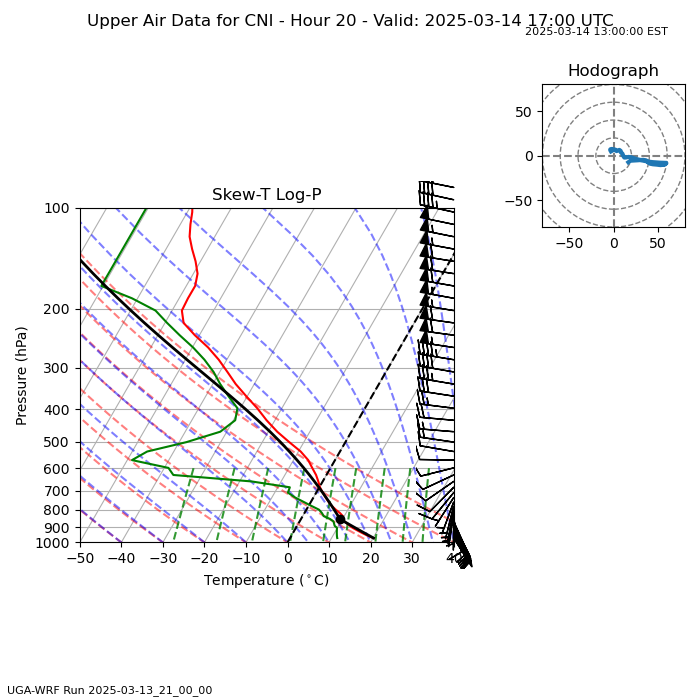 Upper Air Data for CNI - Hour 20 - Valid: 2025-03-14 17:00 UTC
2025-03-14 13:00:00 EST
Hodograph
50
0
−50
−50 0 50
Skew-T Log-P
100
200
300
400
500
600
700
800
900
1000
Pressure (hPa)
−50 −40 −30 −20 −10 0 10 20 30 40
Temperature (°C)
UGA-WRF Run 2025-03-13_21_00_00